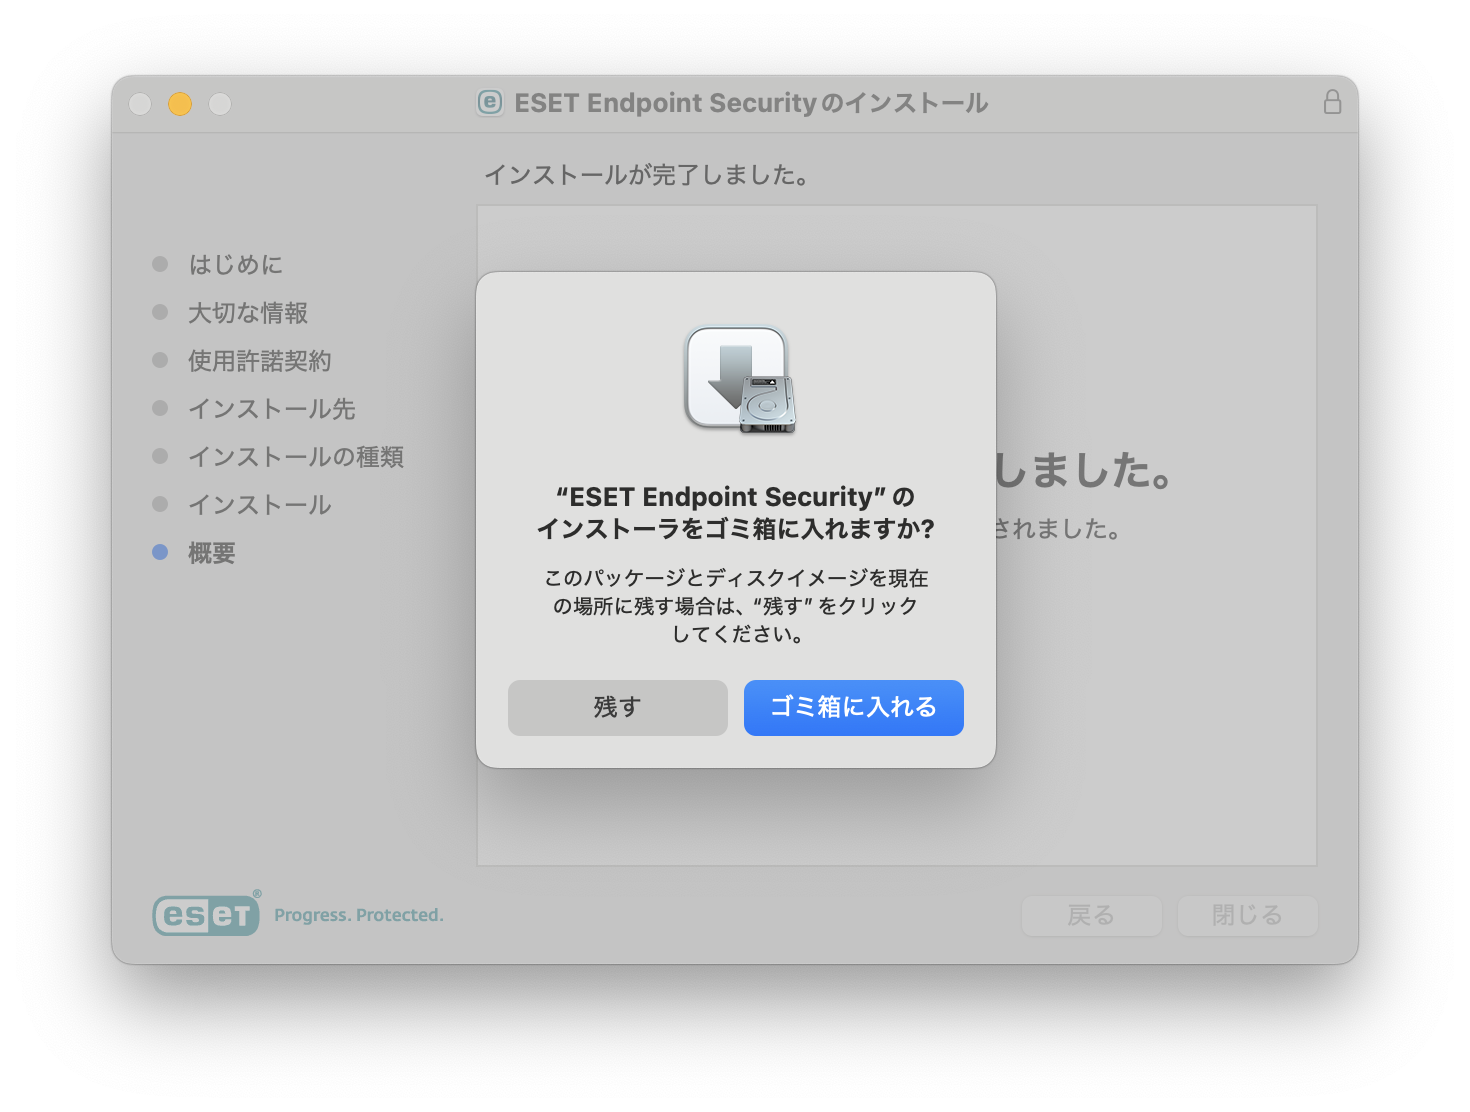 ESET Endpoint Securityのインストール
インストールが完了しました。
はじめに
大切な情報
使用許諾契約
インストール先
インストールの種類
インストール
概要
しました。
されました。
“ESET Endpoint Security” の
インストーラをゴミ箱に入れますか?
このパッケージとディスクイメージを現在
の場所に残す場合は、“残す” をクリック
してください。
残す
ゴミ箱に入れる
eset® Progress. Protected.
戻る
閉じる